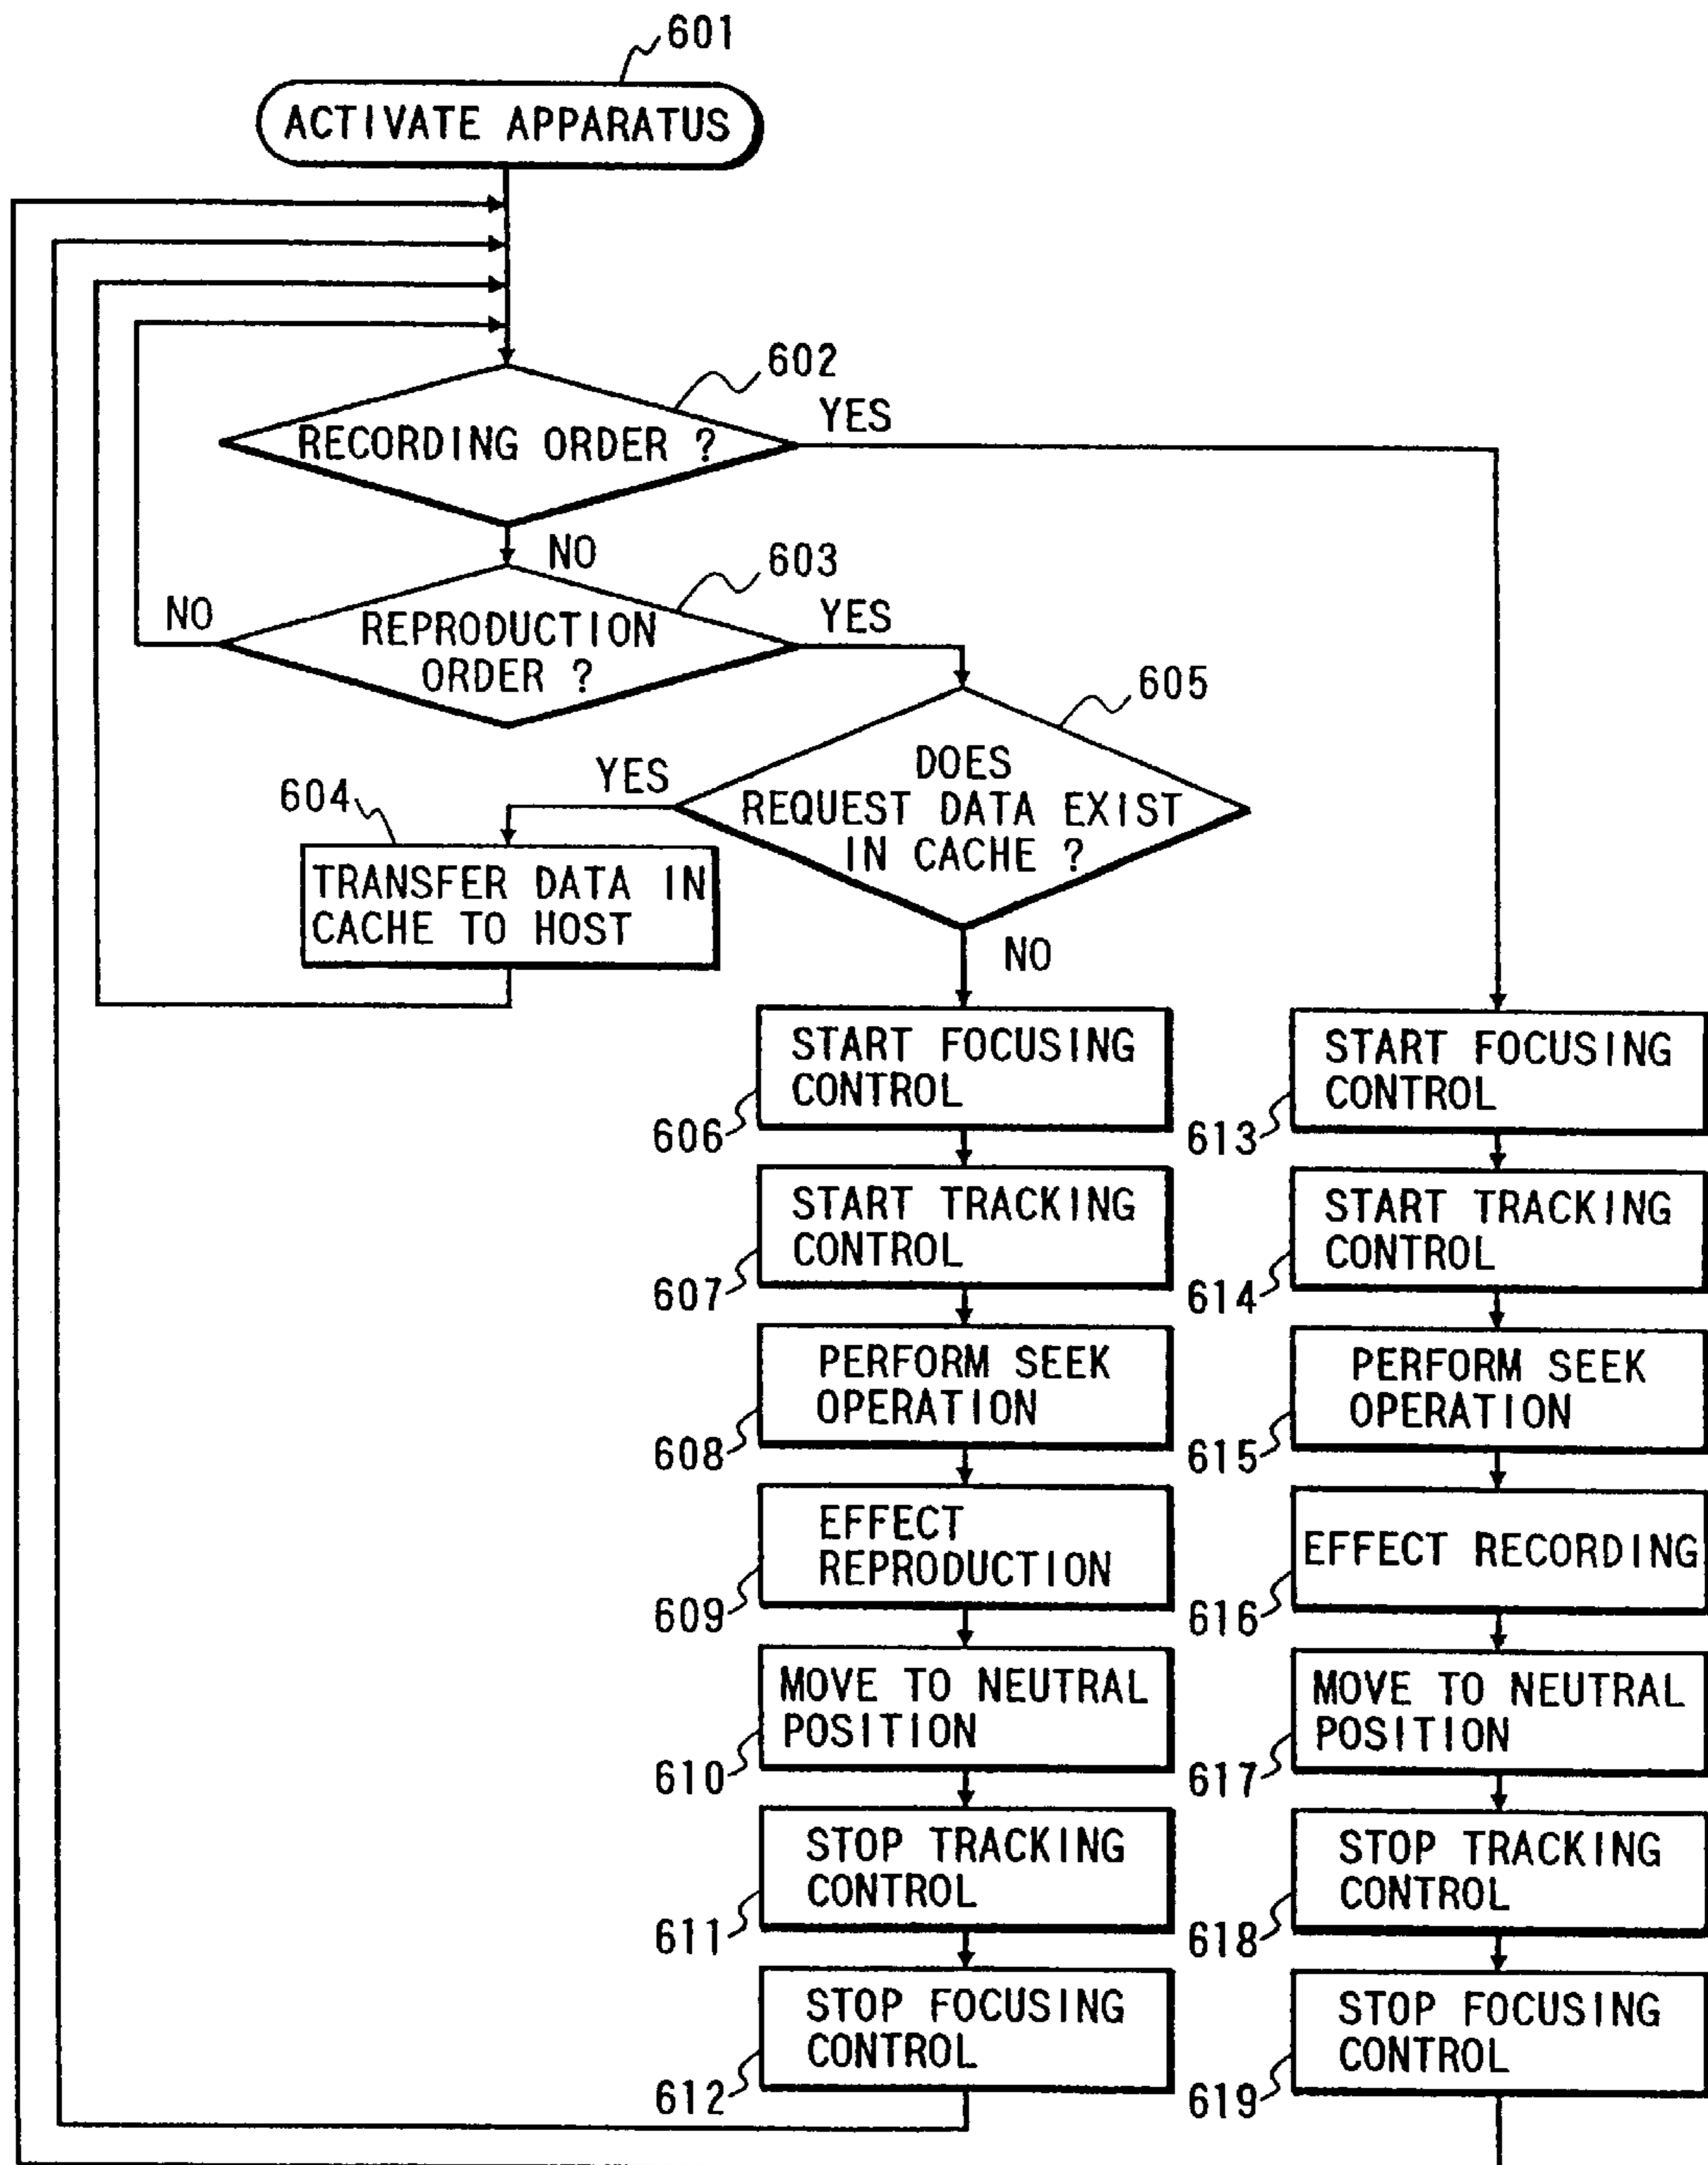 601
ACTIVATE APPARATUS
602
RECORDING ORDER ?
YES
NO
603
REPRODUCTION
ORDER ?
NO
YES
605
DOES
REQUEST DATA EXIST
IN CACHE ?
YES
NO
604
TRANSFER DATA IN
CACHE TO HOST
START FOCUSING
CONTROL
606
START TRACKING
CONTROL
607
PERFORM SEEK
OPERATION
608
EFFECT
REPRODUCTION
609
MOVE TO NEUTRAL
POSITION
610
STOP TRACKING
CONTROL
611
STOP FOCUSING
CONTROL
612
START FOCUSING
CONTROL
613
START TRACKING
CONTROL
614
PERFORM SEEK
OPERATION
615
EFFECT RECORDING
616
MOVE TO NEUTRAL
POSITION
617
STOP TRACKING
CONTROL
618
STOP FOCUSING
CONTROL
619